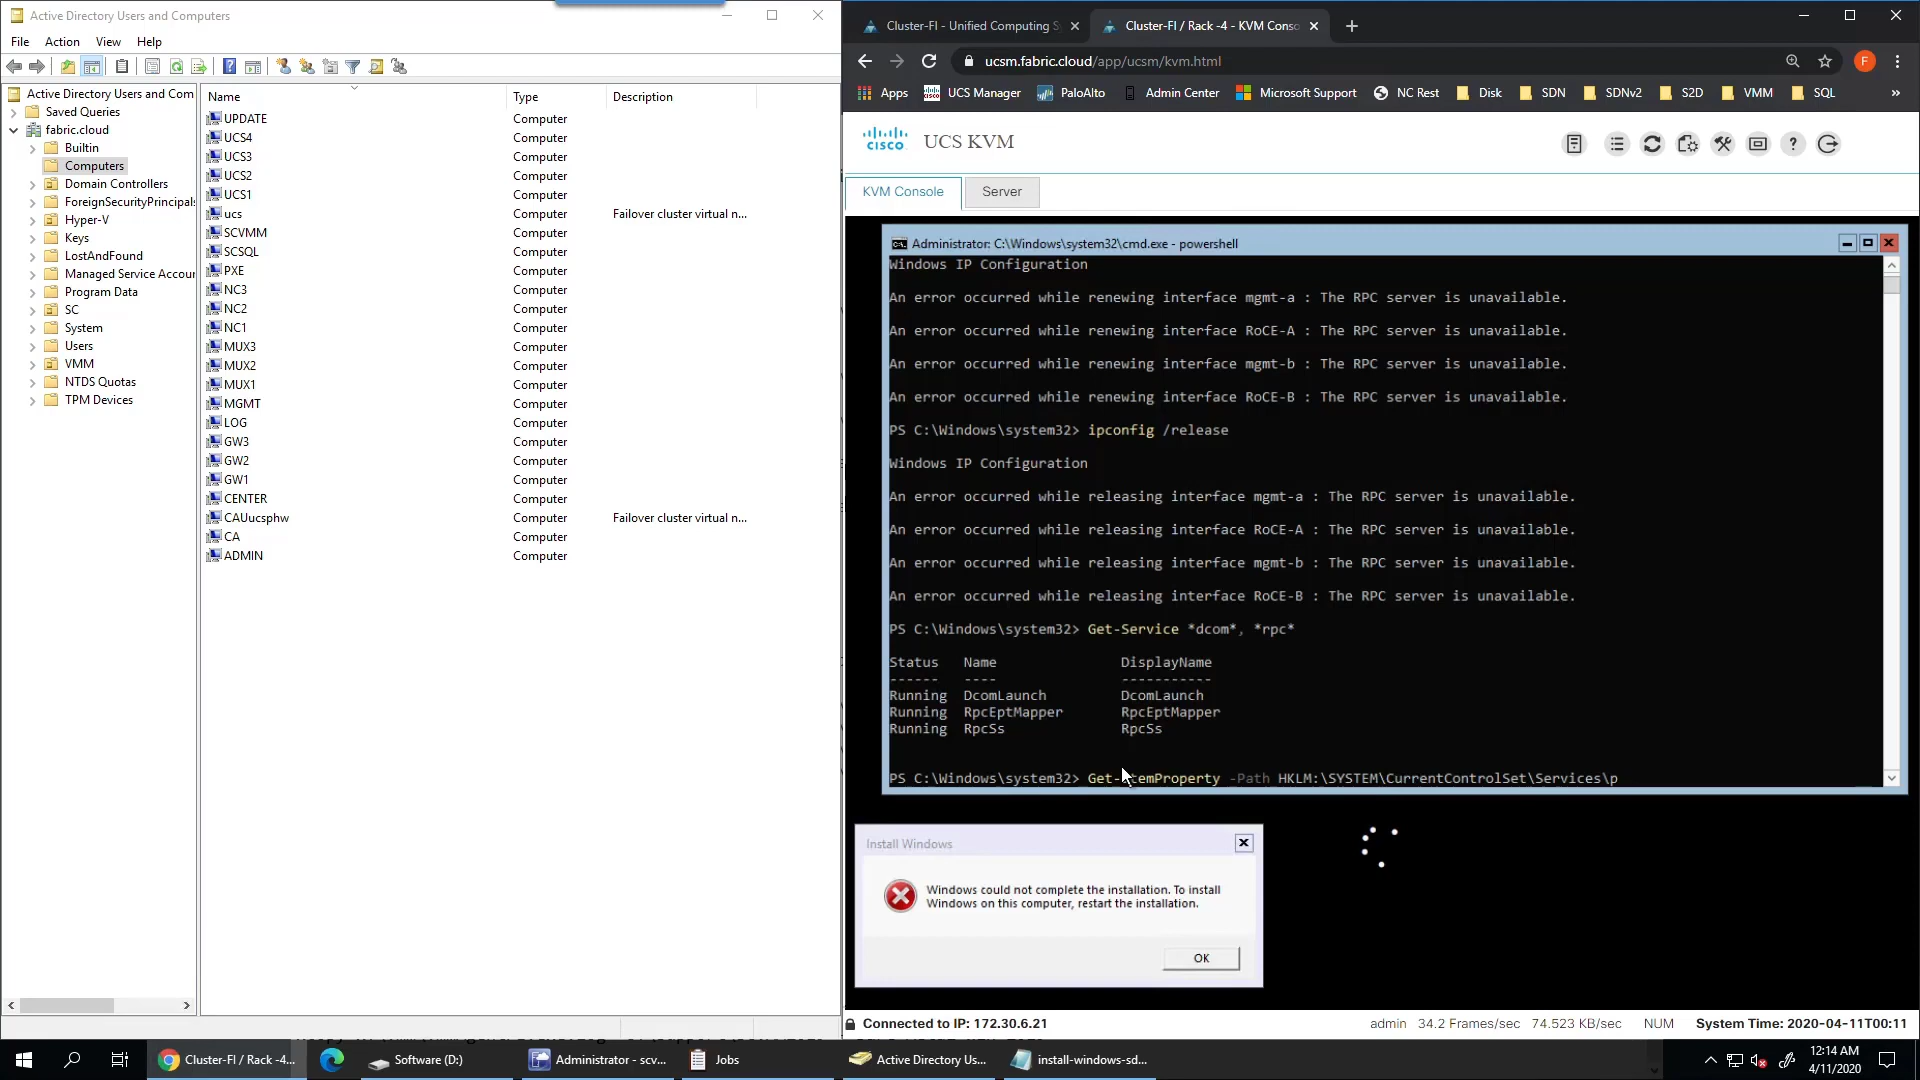 Active Directory Users and Computers
File Action View Help
Active Directory Users and Com
Saved Queries
fabric.cloud
Builtin
Computers
Domain Controllers
ForeignSecurityPrincipals
Hyper-V
Keys
LostAndFound
Managed Service Accour
Program Data
SC
System
Users
VMM
NTDS Quotas
TPM Devices
Name Type Description
UPDATE Computer
UCS4 Computer
UCS3 Computer
UCS2 Computer
UCS1 Computer
ucs Computer Failover cluster virtual n...
SCVMM Computer
SCSQL Computer
PXE Computer
NC3 Computer
NC2 Computer
NC1 Computer
MUX3 Computer
MUX2 Computer
MUX1 Computer
MGMT Computer
LOG Computer
GW3 Computer
GW2 Computer
GW1 Computer
CENTER Computer
CAUucsphw Computer Failover cluster virtual n...
CA Computer
ADMIN Computer
Cluster-FI - Unified Computing S
Cluster-FI / Rack -4 - KVM Conso
ucsm.fabric.cloud/app/ucsm/kvm.html
F
Apps UCS Manager PaloAlto Admin Center Microsoft Support NC Rest Disk SDN SDNv2 S2D VMM SQL »
cisco UCS KVM
KVM Console Server
Administrator: C:\Windows\system32\cmd.exe - powershell
Windows IP Configuration
An error occurred while renewing interface mgmt-a : The RPC server is unavailable.
An error occurred while renewing interface RoCE-A : The RPC server is unavailable.
An error occurred while renewing interface mgmt-b : The RPC server is unavailable.
An error occurred while renewing interface RoCE-B : The RPC server is unavailable.
PS C:\Windows\system32> ipconfig /release
Windows IP Configuration
An error occurred while releasing interface mgmt-a : The RPC server is unavailable.
An error occurred while releasing interface RoCE-A : The RPC server is unavailable.
An error occurred while releasing interface mgmt-b : The RPC server is unavailable.
An error occurred while releasing interface RoCE-B : The RPC server is unavailable.
PS C:\Windows\system32> Get-Service *dcom*, *rpc*
Status Name DisplayName
------ ---- -----------
Running DcomLaunch DcomLaunch
Running RpcEptMapper RpcEptMapper
Running RpcSs RpcSs
PS C:\Windows\system32> Get-ItemProperty -Path HKLM:\SYSTEM\CurrentControlSet\Services\p
Install Windows
Windows could not complete the installation. To install
Windows on this computer, restart the installation.
OK
Connected to IP: 172.30.6.21 admin 34.2 Frames/sec 74.523 KB/sec NUM System Time: 2020-04-11T00:11
Cluster-FI / Rack -4... Software (D:) Administrator - scv... Jobs Active Directory Us... install-windows-sd...
12:14 AM
4/11/2020